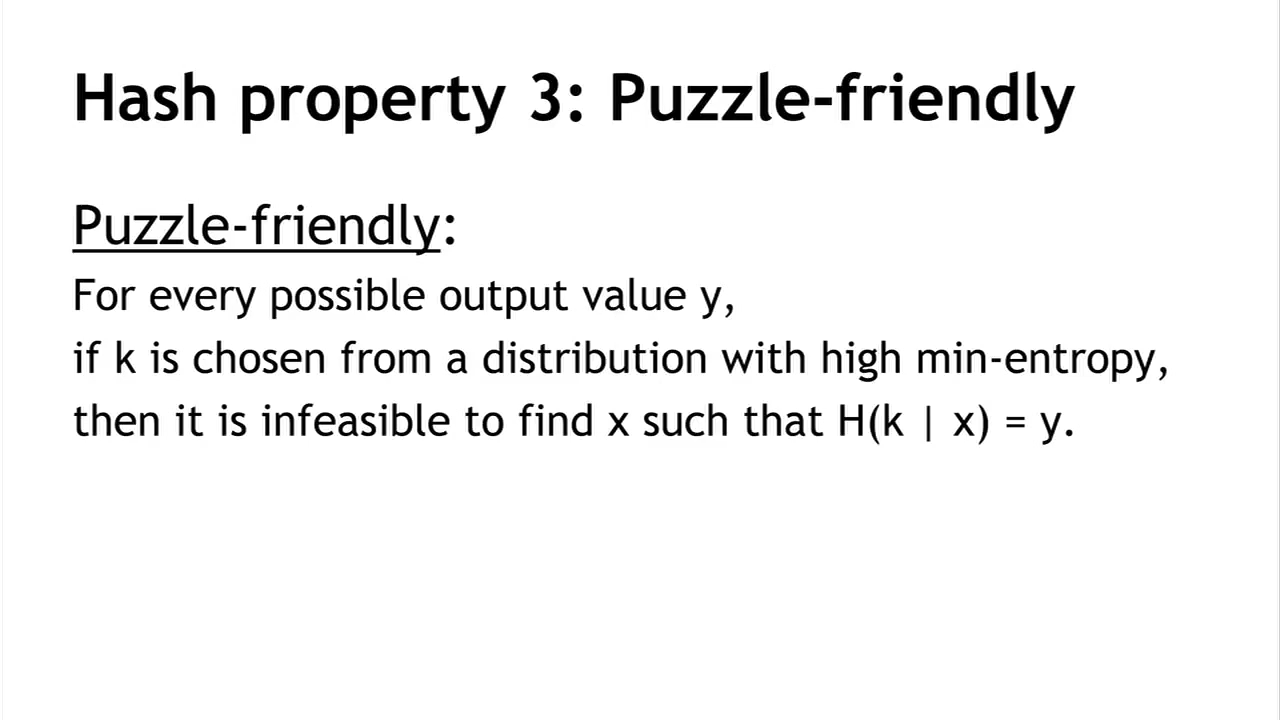 Hash property 3: Puzzle-friendly
Puzzle-friendly:
For every possible output value y,
if k is chosen from a distribution with high min-entropy,
then it is infeasible to find x such that H(k | x) = y.